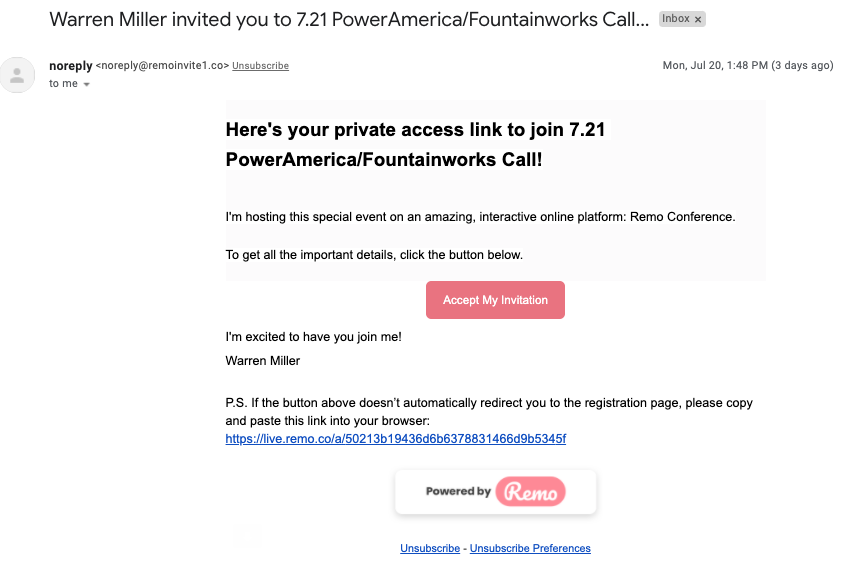 Warren Miller invited you to 7.21 PowerAmerica/Fountainworks Call...
Inbox x
noreply <noreply@remoinvite1.co> Unsubscribe
Mon, Jul 20, 1:48 PM (3 days ago)
to me
Here's your private access link to join 7.21
PowerAmerica/Fountainworks Call!
I'm hosting this special event on an amazing, interactive online platform: Remo Conference.
To get all the important details, click the button below.
Accept My Invitation
I'm excited to have you join me!
Warren Miller
P.S. If the button above doesn’t automatically redirect you to the registration page, please copy
and paste this link into your browser:
https://live.remo.co/a/50213b19436d6b6378831466d9b5345f
Powered by Remo
Unsubscribe - Unsubscribe Preferences